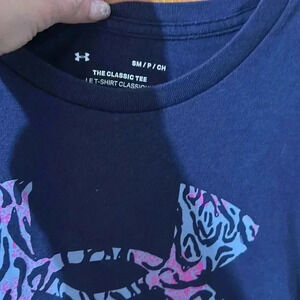 SM / P / CH
THE CLASSIC TEE
LE T-SHIRT CLASSIQUE